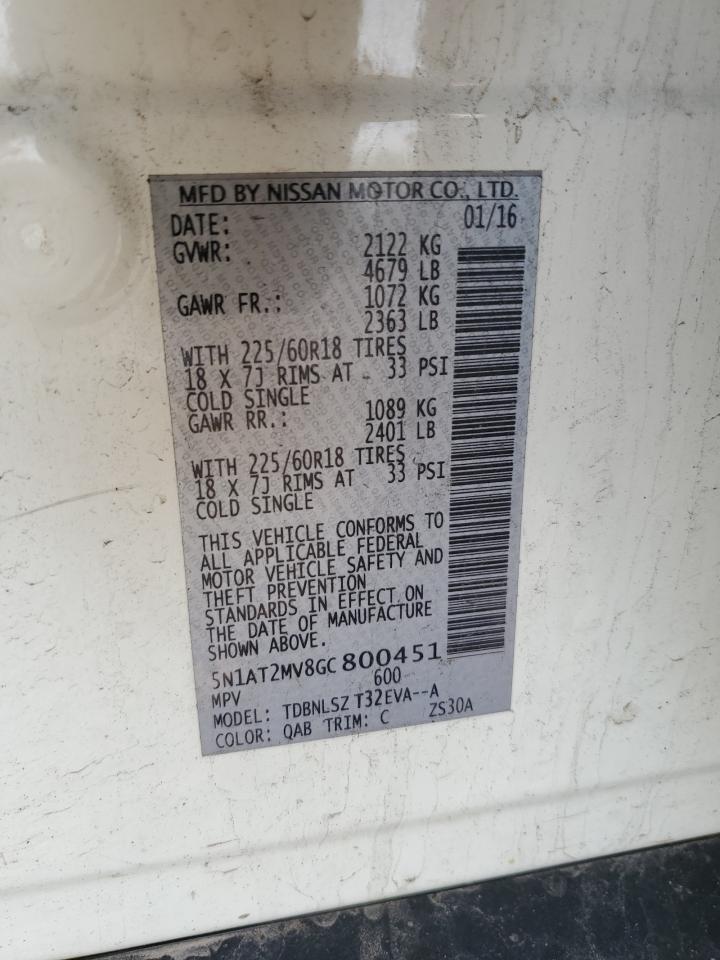 MFD BY NISSAN MOTOR CO., LTD.
DATE: 01/16
GVWR: 2122 KG
4679 LB
GAWR FR.: 1072 KG
2363 LB
WITH 225/60R18 TIRES
18 X 7J RIMS AT 33 PSI
COLD SINGLE
GAWR RR.: 1089 KG
2401 LB
WITH 225/60R18 TIRES
18 X 7J RIMS AT 33 PSI
COLD SINGLE
THIS VEHICLE CONFORMS TO
ALL APPLICABLE FEDERAL
MOTOR VEHICLE SAFETY AND
THEFT PREVENTION
STANDARDS IN EFFECT ON
THE DATE OF MANUFACTURE
SHOWN ABOVE.
5N1AT2MV8GC800451
MPV 600
MODEL: TDBNLSZ T32EVA--A
COLOR: QAB TRIM: C ZS30A